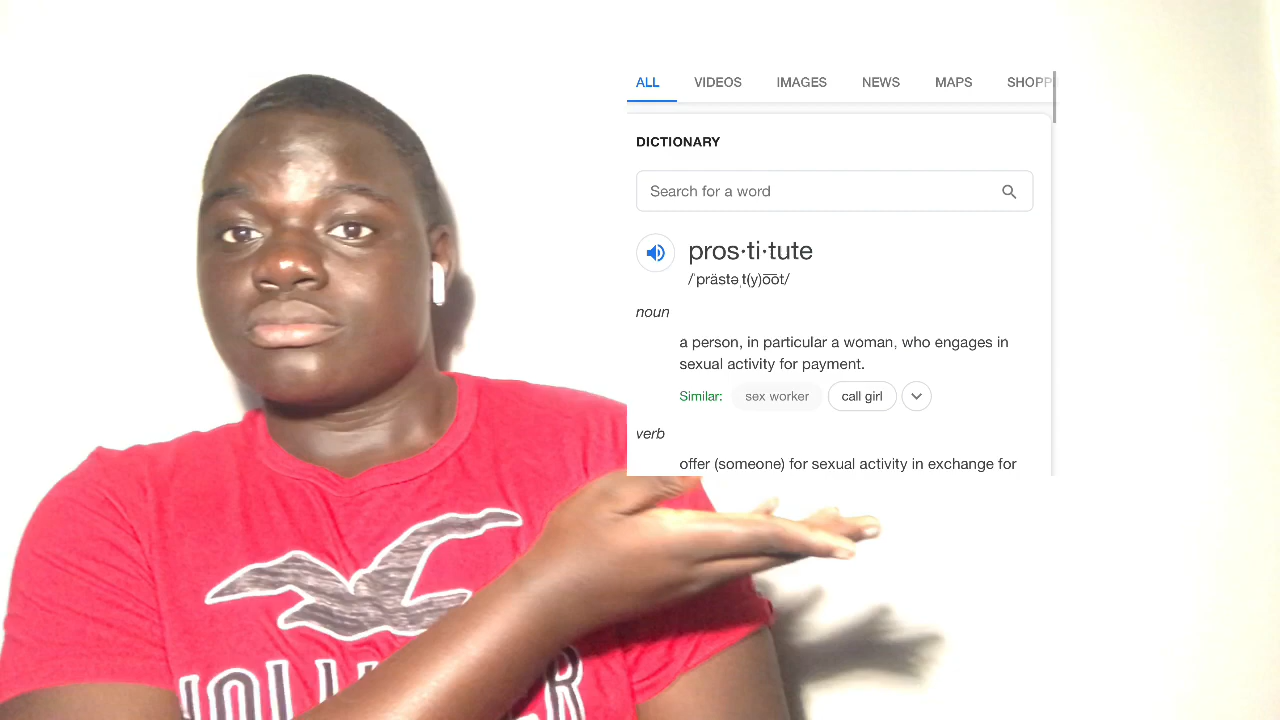 ALL VIDEOS IMAGES NEWS MAPS SHOPP
DICTIONARY
Search for a word
pros·ti·tute
/ˈprästəˌt(y)o͞ot/
noun
a person, in particular a woman, who engages in
sexual activity for payment.
Similar: sex worker call girl
verb
offer (someone) for sexual activity in exchange for